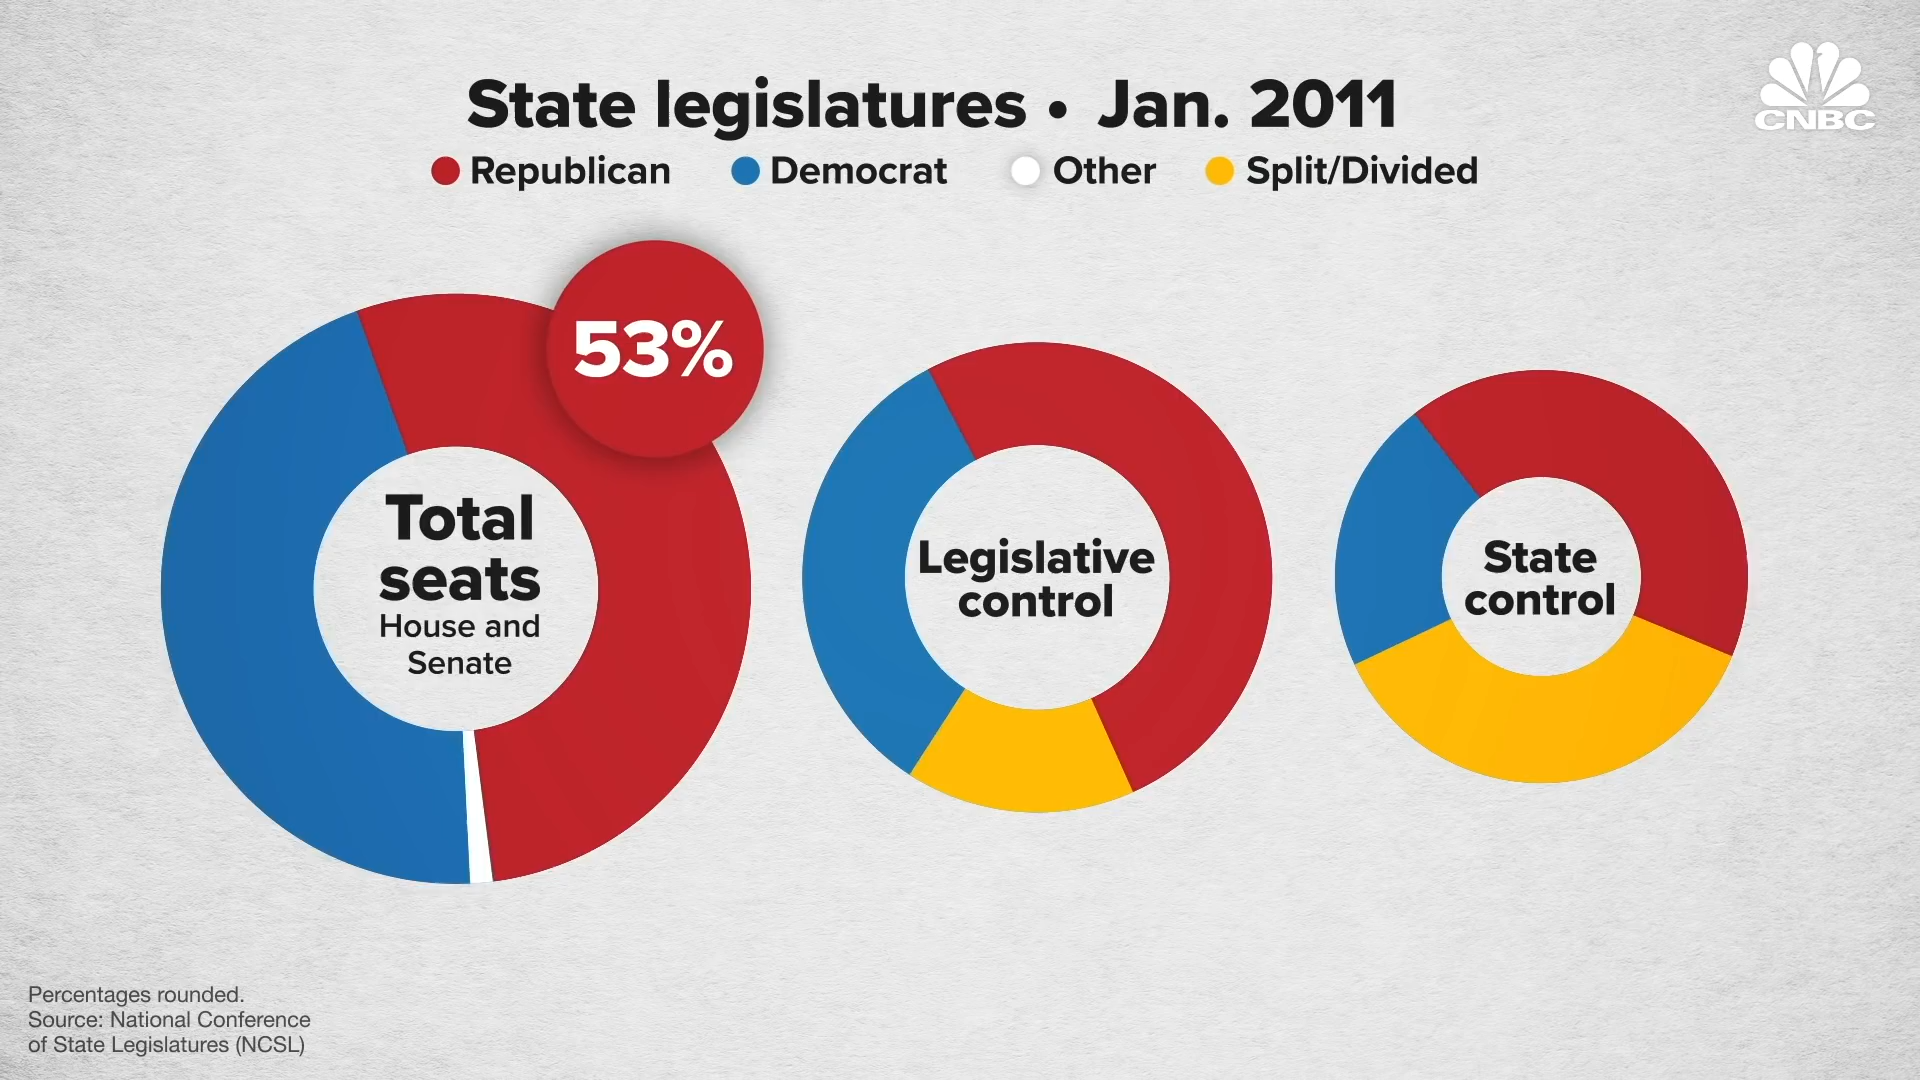 State legislatures • Jan. 2011
Republican Democrat Other Split/Divided
CNBC
53%
Total
seats
House and
Senate
Legislative
control
State
control
Percentages rounded.
Source: National Conference
of State Legislatures (NCSL)